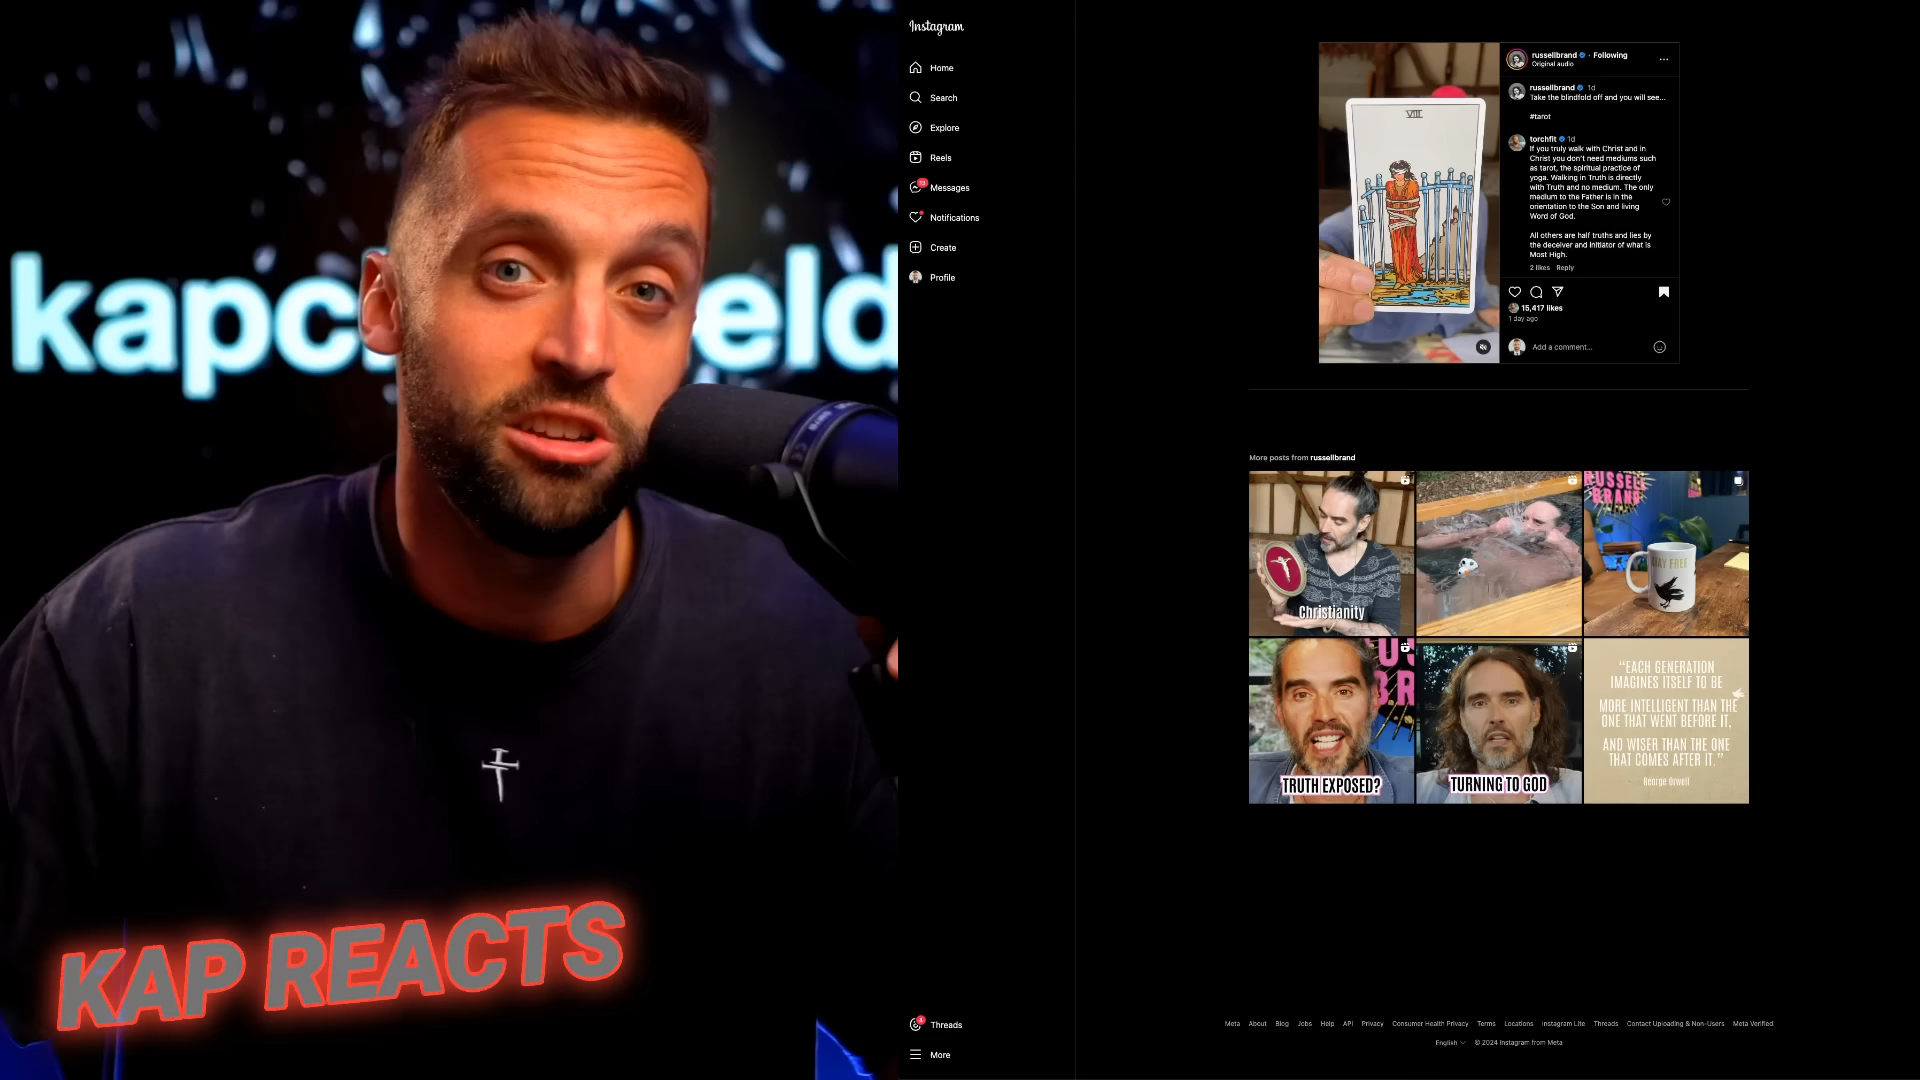 kapc
eld
KAP REACTS
Instagram
Home
Search
Explore
Reels
Messages
Notifications
Create
Profile
Threads
More
VIII
russellbrand · Following
Original audio
russellbrand 1d
Take the blindfold off and you will see...
#tarot
torchfit 1d
If you truly walk with Christ and in
Christ you don't need mediums such
as tarot, the spiritual practice of
yoga. Walking in Truth is directly
with Truth and no medium. The only
medium to the Father is in the
orientation to the Son and living
Word of God.
All others are half truths and lies by
the deceiver and initiator of what is
Most High.
2 likes Reply
15,417 likes
1 day ago
Add a comment...
More posts from russellbrand
Christianity
RUSSELL
BRAND
STAY FREE
TRUTH EXPOSED?
TURNING TO GOD
“EACH GENERATION
IMAGINES ITSELF TO BE
MORE INTELLIGENT THAN THE
ONE THAT WENT BEFORE IT,
AND WISER THAN THE ONE
THAT COMES AFTER IT.”
George Orwell
Meta About Blog Jobs Help API Privacy Consumer Health Privacy Terms Locations Instagram Lite Threads Contact Uploading & Non-Users Meta Verified
English © 2024 Instagram from Meta